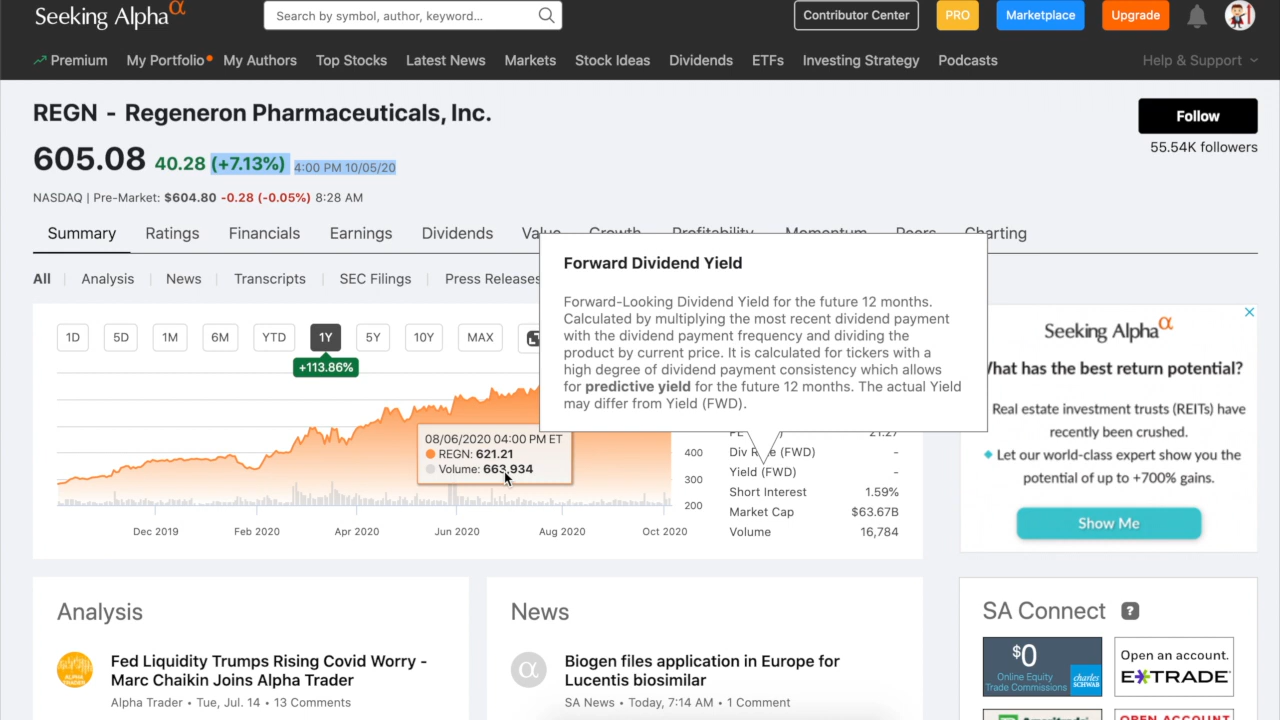 Seeking Alpha α
Search by symbol, author, keyword...
Contributor Center
PRO
Marketplace
Upgrade
Premium
My Portfolio
My Authors
Top Stocks
Latest News
Markets
Stock Ideas
Dividends
ETFs
Investing Strategy
Podcasts
Help & Support
REGN - Regeneron Pharmaceuticals, Inc.
Follow
55.54K followers
605.08 40.28 (+7.13%) 4:00 PM 10/05/20
NASDAQ | Pre-Market: $604.80 -0.28 (-0.05%) 8:28 AM
Summary
Ratings
Financials
Earnings
Dividends
Value
Growth
Profitability
Momentum
Peers
Charting
All
Analysis
News
Transcripts
SEC Filings
Press Releases
Forward Dividend Yield
Forward-Looking Dividend Yield for the future 12 months.
Calculated by multiplying the most recent dividend payment
with the dividend payment frequency and dividing the
product by current price. It is calculated for tickers with a
high degree of dividend payment consistency which allows
for predictive yield for the future 12 months. The actual Yield
may differ from Yield (FWD).
1D
5D
1M
6M
YTD
1Y
5Y
10Y
MAX
+113.86%
08/06/2020 04:00 PM ET
REGN: 621.21
Volume: 663,934
400
300
200
Dec 2019
Feb 2020
Apr 2020
Jun 2020
Aug 2020
Oct 2020
21.27
Div (FWD) -
Yield (FWD) -
Short Interest 1.59%
Market Cap $63.67B
Volume 16,784
Seeking Alpha α
What has the best return potential?
Real estate investment trusts (REITs) have
recently been crushed.
Let our world-class expert show you the
potential of up to +700% gains.
Show Me
Analysis
Fed Liquidity Trumps Rising Covid Worry -
Marc Chaikin Joins Alpha Trader
Alpha Trader • Tue, Jul. 14 • 13 Comments
ALPHA TRADER
News
α
Biogen files application in Europe for
Lucentis biosimilar
SA News • Today, 7:14 AM • 1 Comment
SA Connect ?
$0
Online Equity
Trade Commissions
charles SCHWAB
Open an account.
E*TRADE
OPEN ACCOUNT